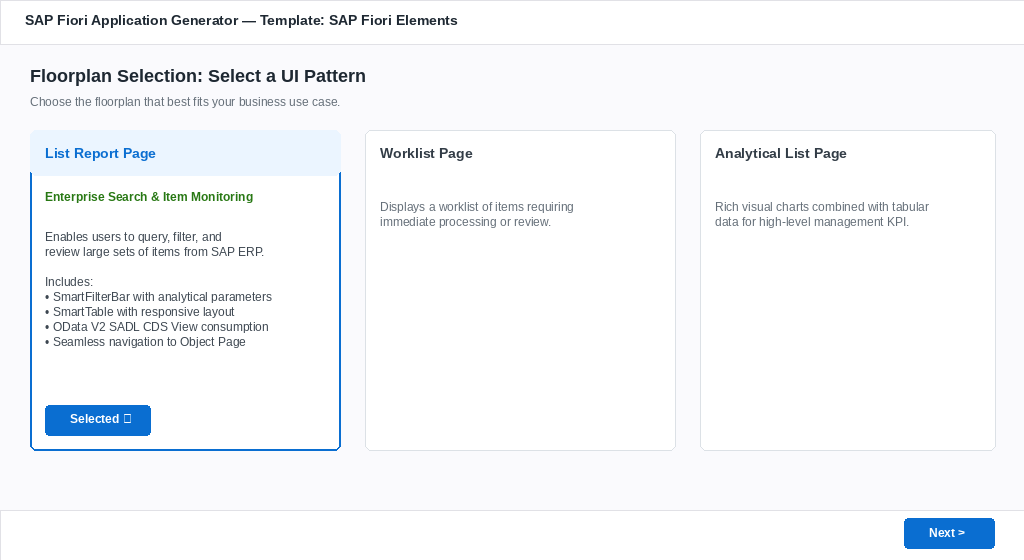 SAP Fiori Application Generator — Template: SAP Fiori Elements
Floorplan Selection: Select a UI Pattern
Choose the floorplan that best fits your business use case.
List Report Page
Enterprise Search & Item Monitoring
Enables users to query, filter, and
review large sets of items from SAP ERP.
Includes:
• SmartFilterBar with analytical parameters
• SmartTable with responsive layout
• OData V2 SADL CDS View consumption
• Seamless navigation to Object Page
Selected
Worklist Page
Displays a worklist of items requiring
immediate processing or review.
Analytical List Page
Rich visual charts combined with tabular
data for high-level management KPI.
Next >